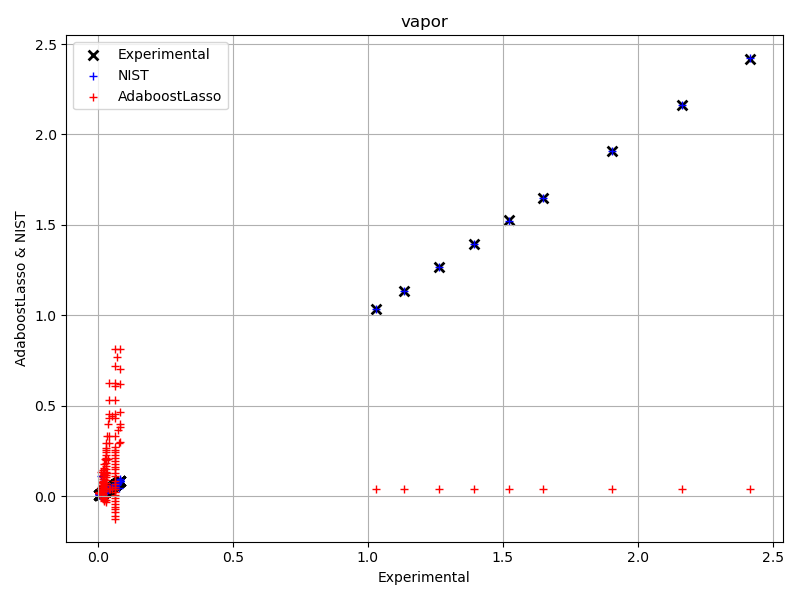 vapor
Experimental
NIST
AdaboostLasso
AdaboostLasso & NIST
2.5
2.0
1.5
1.0
0.5
0.0
0.0 0.5 1.0 1.5 2.0 2.5
Experimental